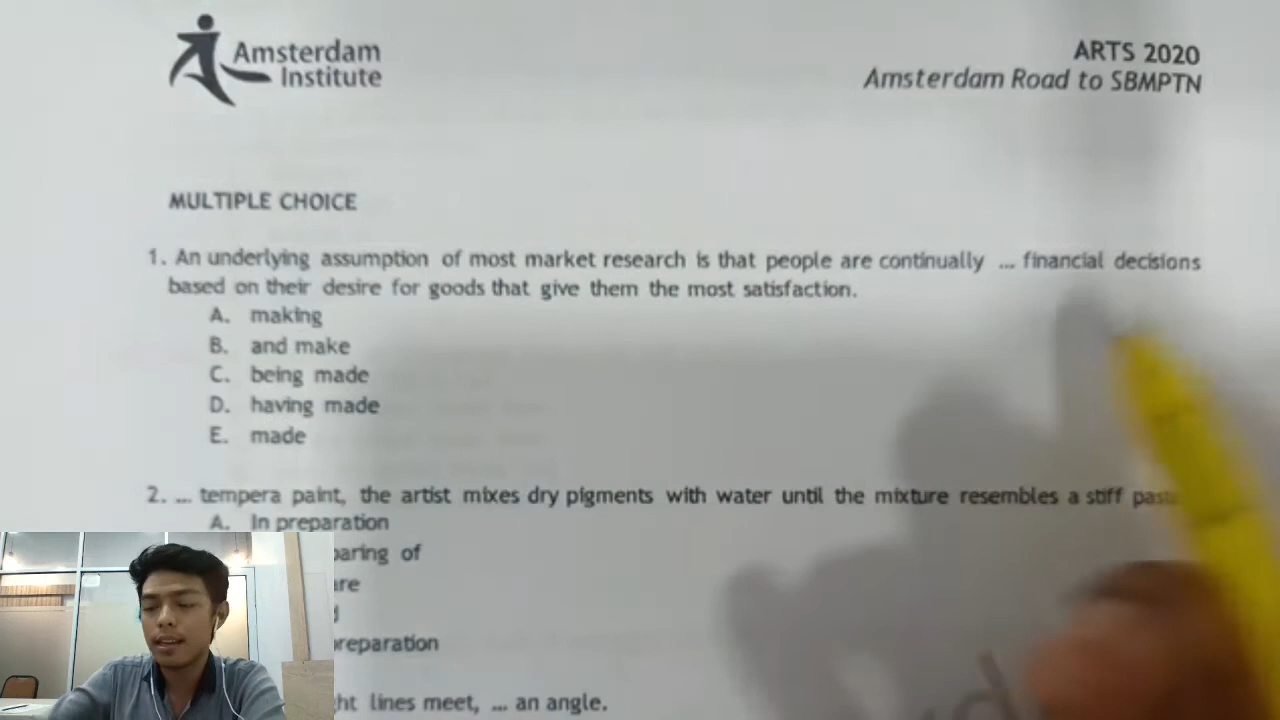 Amsterdam
Institute
ARTS 2020
Amsterdam Road to SBMPTN
MULTIPLE CHOICE
1. An underlying assumption of most market research is that people are continually ... financial decisions
based on their desire for goods that give them the most satisfaction.
A. making
B. and make
C. being made
D. having made
E. made
2. ... tempera paint, the artist mixes dry pigments with water until the mixture resembles a stiff
A. In preparation
of
lines meet, ... an angle.